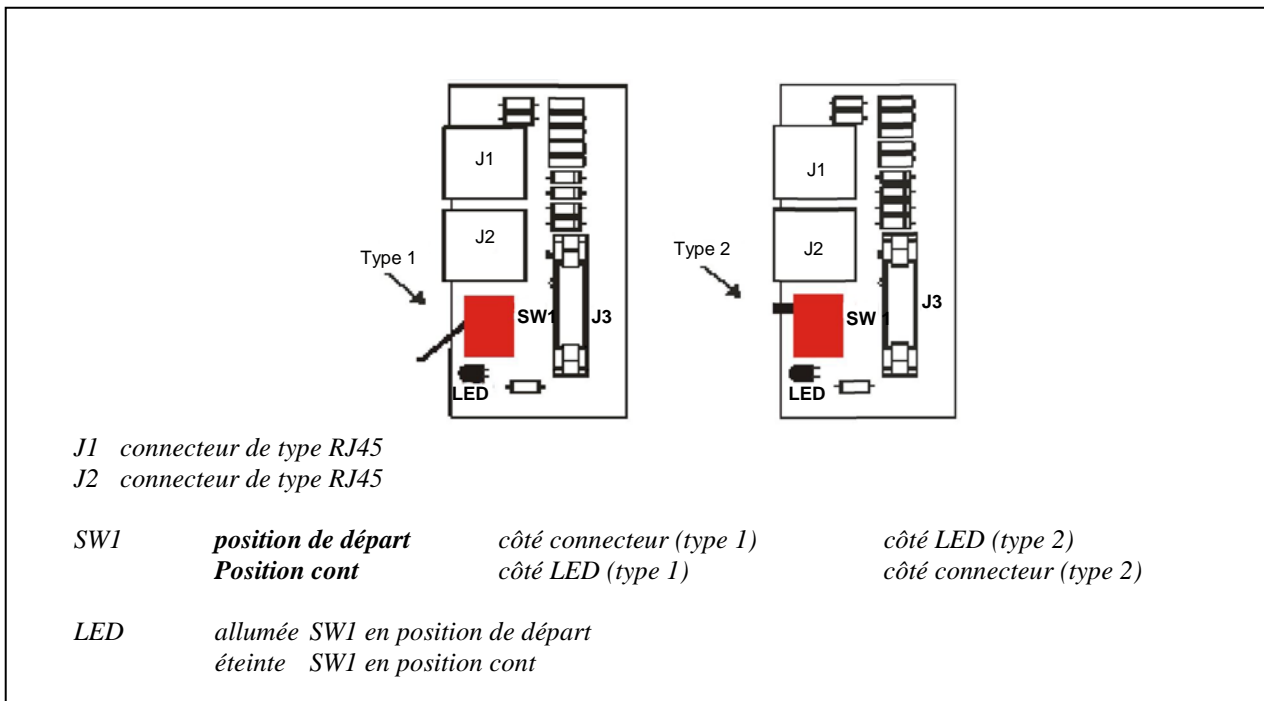 J1
J1
J2
J2
Type 1
Type 2
SW1
J3
SW 1
J3
LED
LED
J1 connecteur de type RJ45
J2 connecteur de type RJ45
SW1 position de départ côté connecteur (type 1) côté LED (type 2)
Position cont côté LED (type 1) côté connecteur (type 2)
LED allumée SW1 en position de départ
éteinte SW1 en position cont